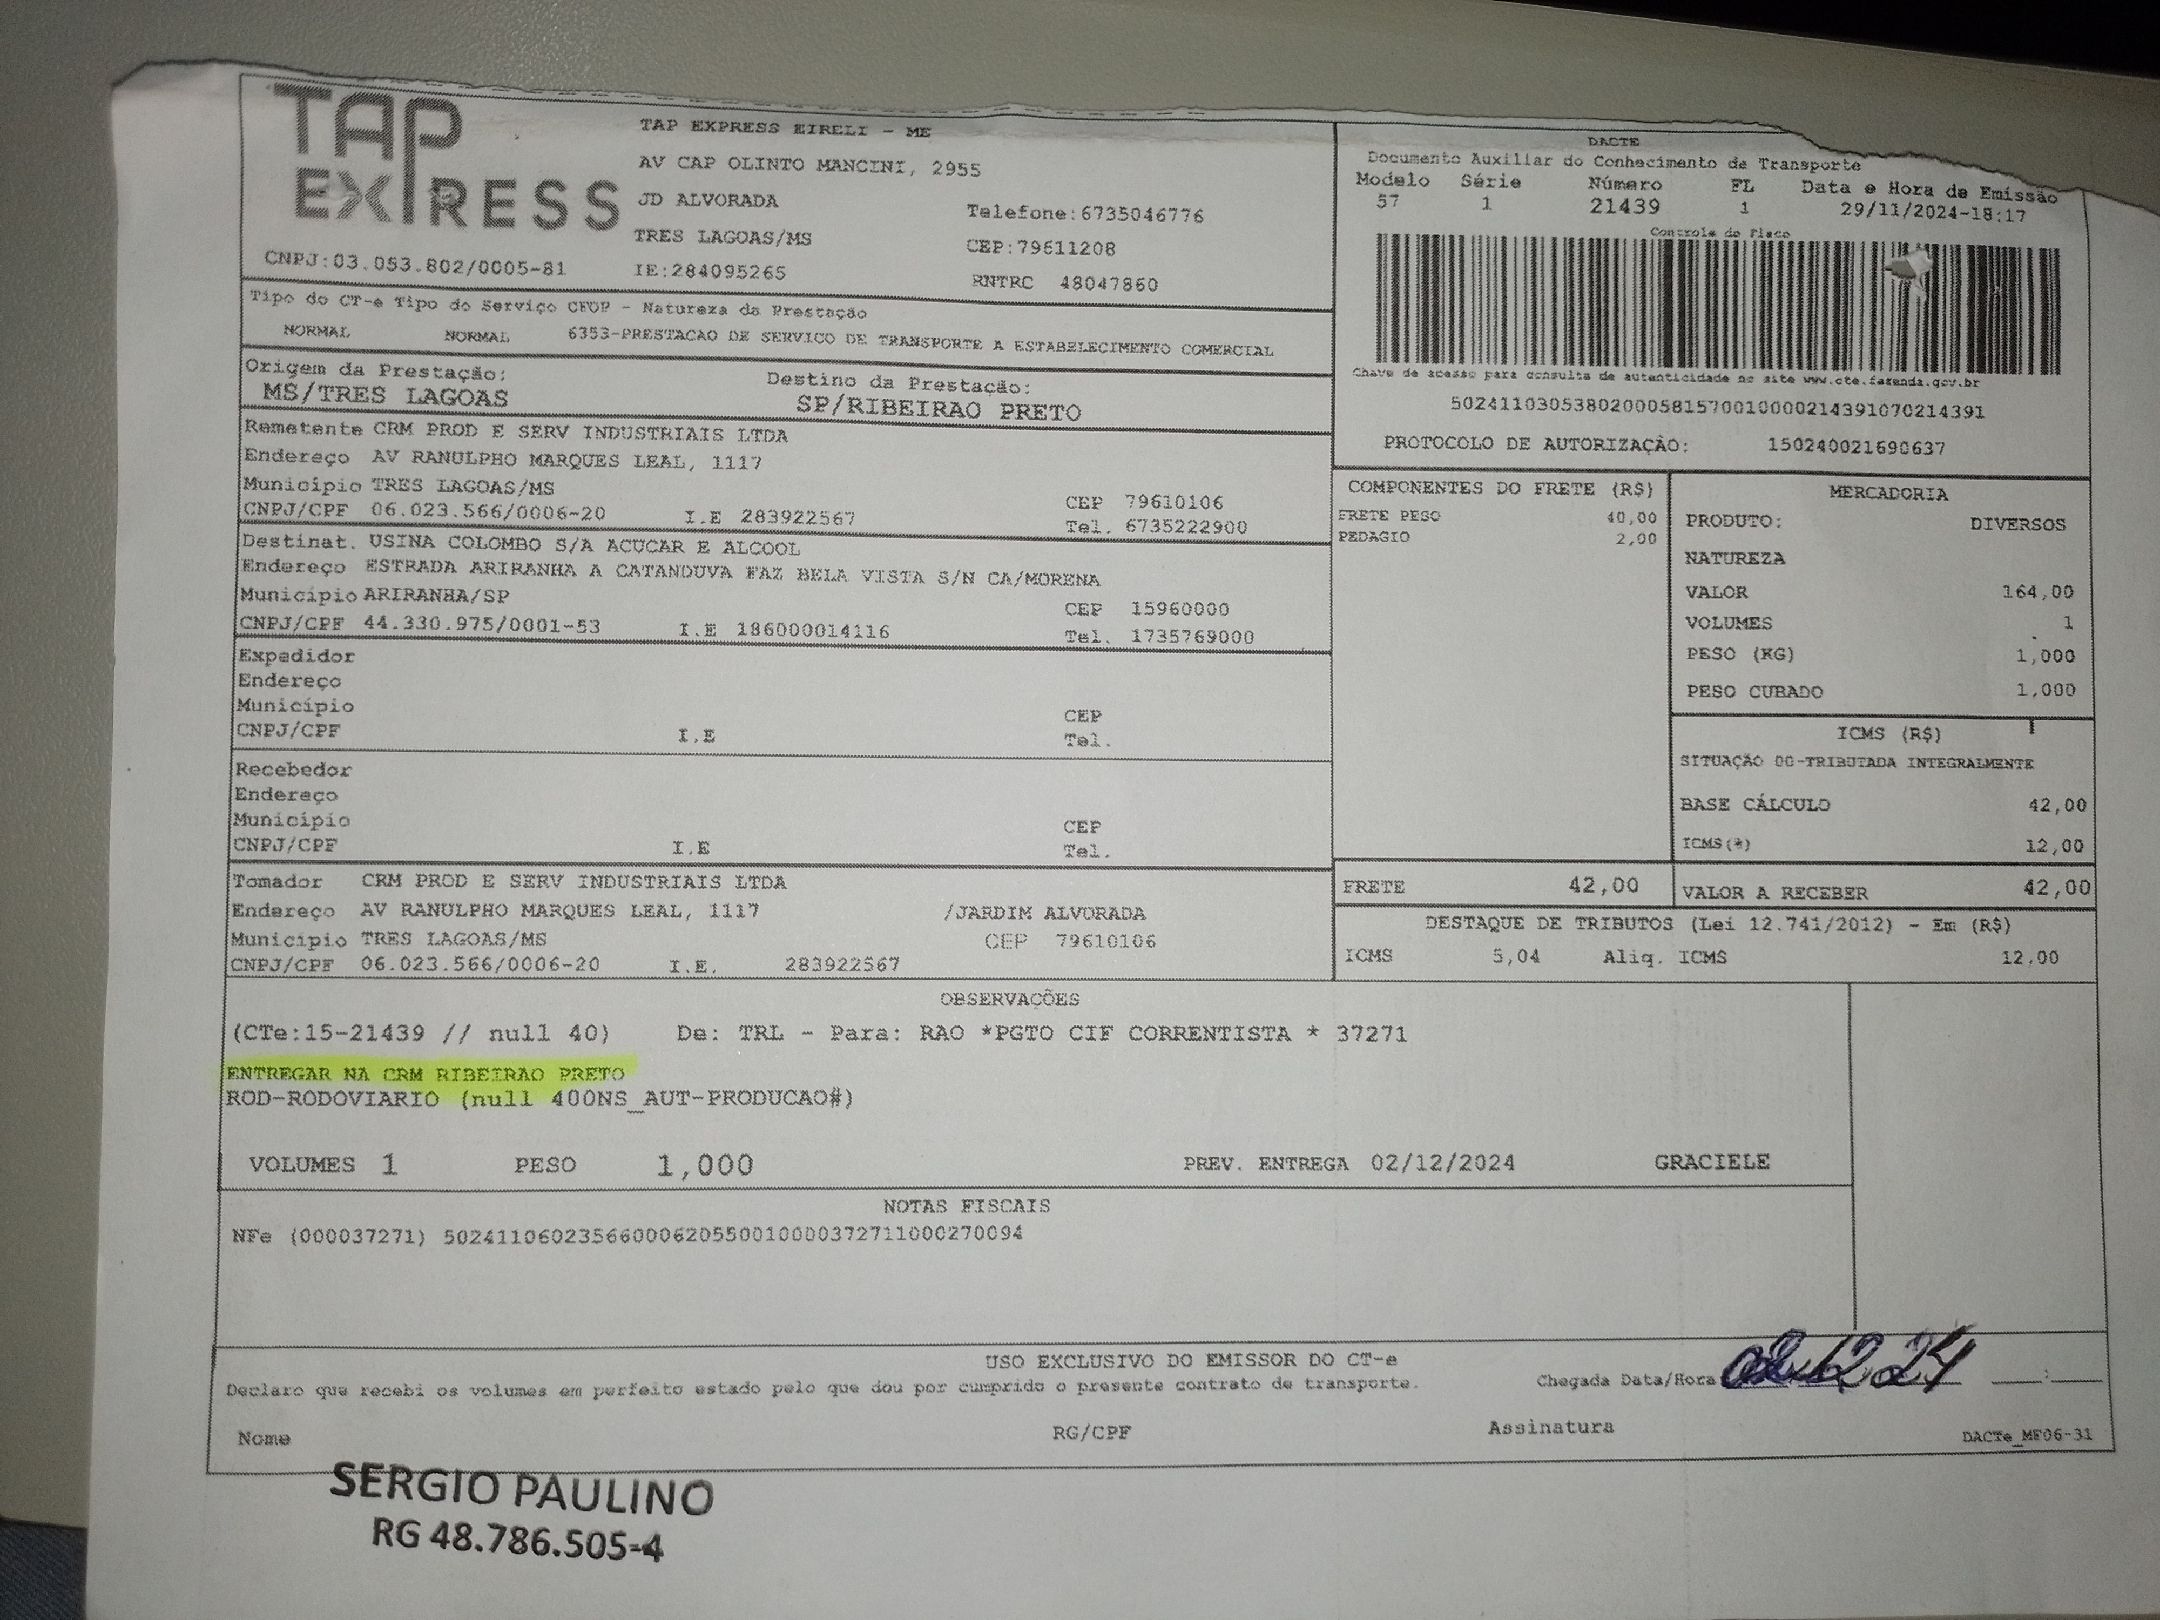 TAP EXPRESS
TAP EXPRESS EIRELI - ME
AV CAP OLINTO MANCINI, 2955
JD ALVORADA
Telefone:6735046776
TRES LAGOAS/MS
CEP:79611208
CNPJ:03.053.802/0005-81
IE:284095265
RNTRC 48047860
DACTE
Documento Auxiliar do Conhecimento de Transporte
Modelo Série Número FL Data e Hora de Emissão
57 1 21439 1 29/11/2024-18:17
Controle do Fisco
Chave de acesso para consulta de autenticidade no site www.cte.fazenda.gov.br
50241103053802000581570010000214391070214391
PROTOCOLO DE AUTORIZAÇÃO: 150240021690637
Tipo do CT-e Tipo do Serviço CFOP - Natureza da Prestação
NORMAL NORMAL 6353-PRESTACAO DE SERVICO DE TRANSPORTE A ESTABELECIMENTO COMERCIAL
Origem da Prestação: Destino da Prestação:
MS/TRES LAGOAS SP/RIBEIRAO PRETO
Remetente CRM PROD E SERV INDUSTRIAIS LTDA
Endereço AV RANULPHO MARQUES LEAL, 1117
Município TRES LAGOAS/MS CEP 79610106
CNPJ/CPF 06.023.566/0006-20 I.E 283922567 Tel. 6735222900
Destinat. USINA COLOMBO S/A ACUCAR E ALCOOL
Endereço ESTRADA ARIRANHA A CATANDUVA FAZ BELA VISTA S/N CA/MORENA
Município ARIRANHA/SP CEP 15960000
CNPJ/CPF 44.330.975/0001-53 I.E 186000014116 Tel. 1735769000
Expedidor
Endereço
Município CEP
CNPJ/CPF I.E Tel.
Recebedor
Endereço
Município CEP
CNPJ/CPF I.E Tel.
Tomador CRM PROD E SERV INDUSTRIAIS LTDA
Endereço AV RANULPHO MARQUES LEAL, 1117 /JARDIM ALVORADA
Município TRES LAGOAS/MS CEP 79610106
CNPJ/CPF 06.023.566/0006-20 I.E. 283922567
COMPONENTES DO FRETE (R$)
FRETE PESO 40,00
PEDAGIO 2,00
MERCADORIA
PRODUTO: DIVERSOS
NATUREZA
VALOR 164,00
VOLUMES 1
PESO (KG) 1,000
PESO CUBADO 1,000
ICMS (R$)
SITUAÇÃO 00-TRIBUTADA INTEGRALMENTE
BASE CÁLCULO 42,00
ICMS(*) 12,00
FRETE 42,00 VALOR A RECEBER 42,00
DESTAQUE DE TRIBUTOS (Lei 12.741/2012) - Em (R$)
ICMS 5,04 Aliq. ICMS 12.00
OBSERVAÇÕES
(CTe:15-21439 // null 40) De: TRL - Para: RAO *PGTO CIF CORRENTISTA * 37271
ENTREGAR NA CRM RIBEIRAO PRETO
ROD-RODOVIARIO (null 400NS_AUT-PRODUCAO#)
VOLUMES 1 PESO 1,000 PREV. ENTREGA 02/12/2024 GRACIELE
NOTAS FISCAIS
NFe (000037271) 50241106023566000620550010000372711000270094
USO EXCLUSIVO DO EMISSOR DO CT-e
Declaro que recebi os volumes em perfeito estado pelo que dou por cumprido o presente contrato de transporte. Chegada Data/Hora 12 24 :
Nome RG/CPF Assinatura DACTe_MF06-31
SERGIO PAULINO
RG 48.786.505-4